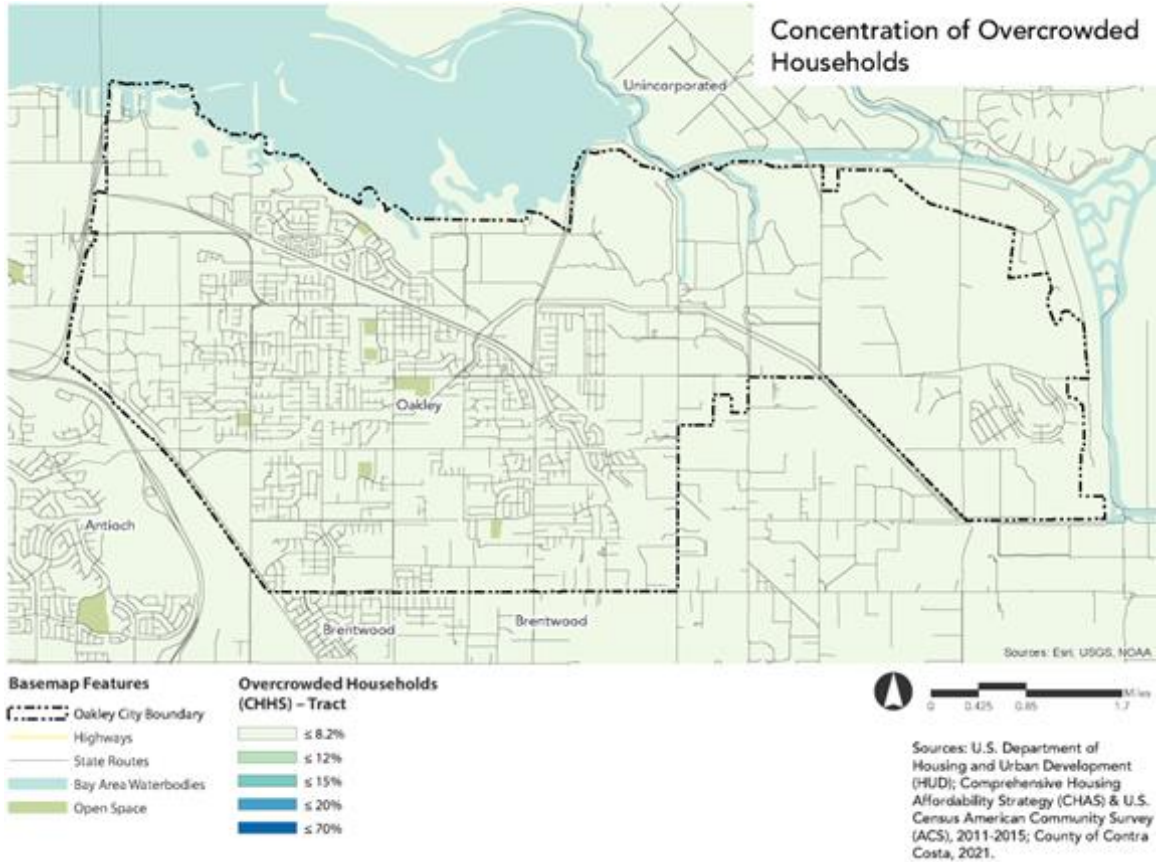 Concentration of Overcrowded
Households
Unincorporated
Oakley
Antioch
Brentwood
Brentwood
Sources: Esri, USGS, NOAA
Basemap Features
Oakley City Boundary
Highways
State Routes
Bay Area Waterbodies
Open Space
Overcrowded Households
(CHHS) – Tract
≤ 8.2%
≤ 12%
≤ 15%
≤ 20%
≤ 70%
Miles
0 0.425 0.85 1.7
Sources: U.S. Department of
Housing and Urban Development
(HUD); Comprehensive Housing
Affordability Strategy (CHAS) & U.S.
Census American Community Survey
(ACS), 2011-2015; County of Contra
Costa, 2021.